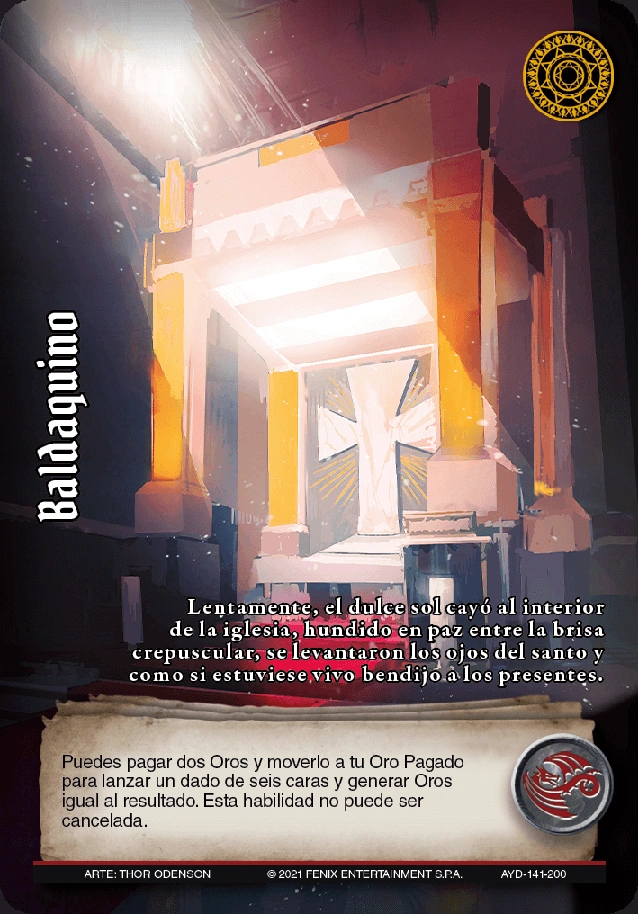 Baldaquino
Lentamente, el dulce sol cayó al interior
de la iglesia, hundido en paz entre la brisa
crepuscular, se levantaron los ojos del santo y
como si estuviese vivo bendijo a los presentes.
Puedes pagar dos Oros y moverlo a tu Oro Pagado
para lanzar un dado de seis caras y generar Oros
igual al resultado. Esta habilidad no puede ser
cancelada.
ARTE: THOR ODENSON © 2021 FENIX ENTERTAINMENT S.P.A. AYD-141-200